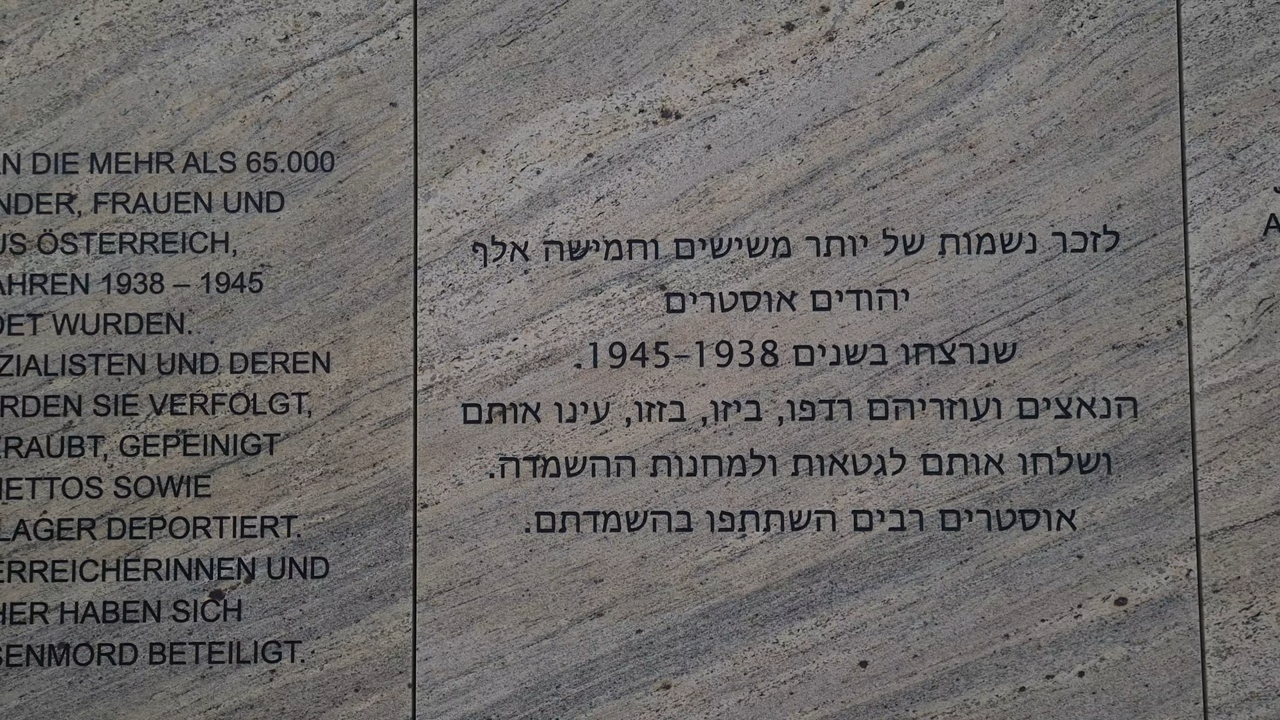 N DIE MEHR ALS 65.000
NDER, FRAUEN UND
US ÖSTERREICH,
AHREN 1938 – 1945
DET WURDEN.
ZIALISTEN UND DEREN
RDEN SIE VERFOLGT,
RAUBT, GEPEINIGT
HETTOS SOWIE
LAGER DEPORTIERT.
ERREICHERINNEN UND
HER HABEN SICH
SENMORD BETEILIGT.
לזכר נשמות של יותר משישים וחמישה אלף
יהודים אוסטרים
שנרצחו בשנים 1938-1945.
הנאצים ועוזריהם רדפו, ביזו, בזזו, עינו אותם
ושלחו אותם לגטאות ולמחנות ההשמדה.
אוסטרים רבים השתתפו בהשמדתם.
A